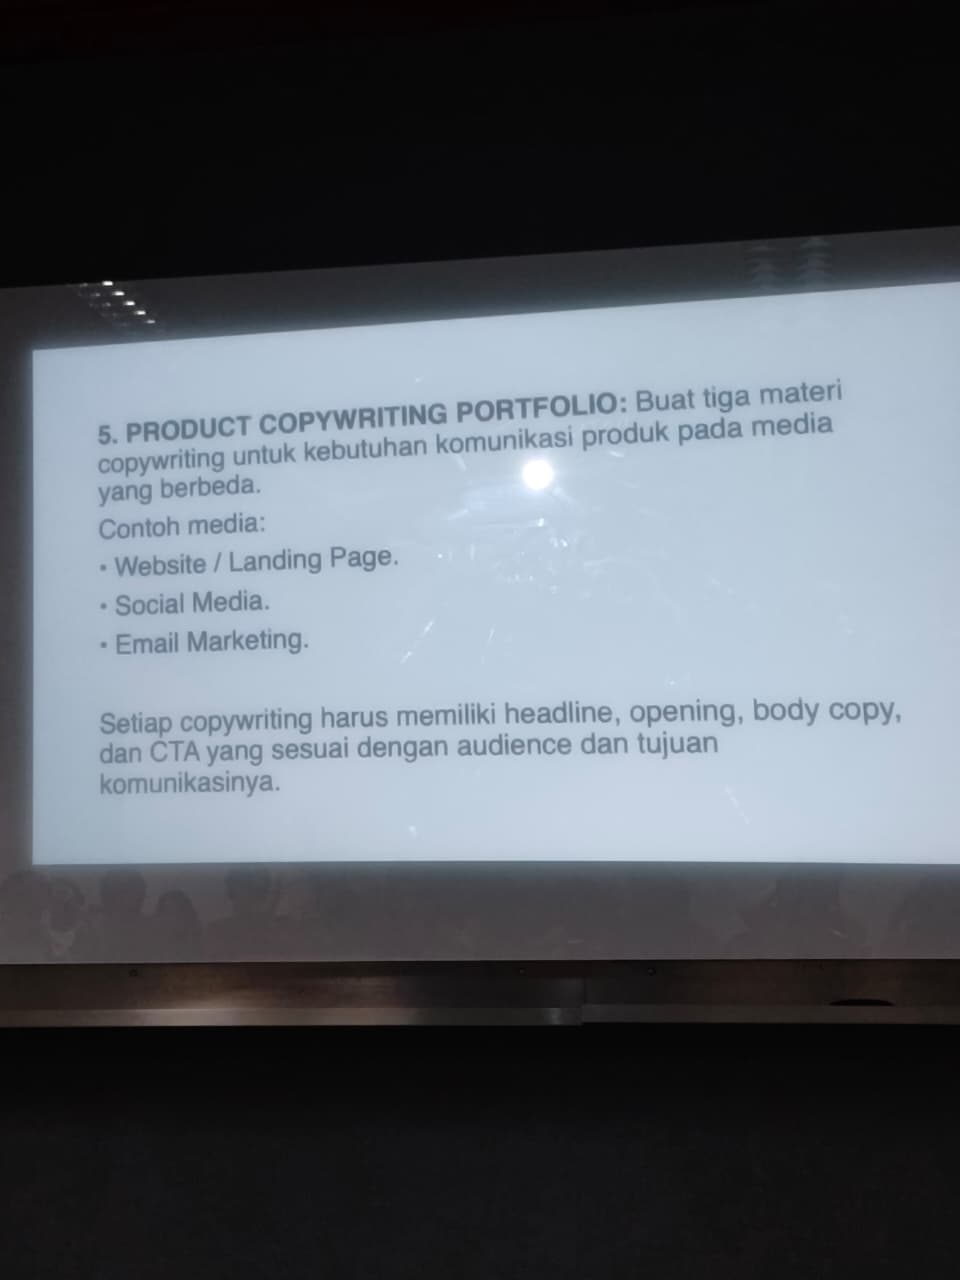 5. PRODUCT COPYWRITING PORTFOLIO: Buat tiga materi
copywriting untuk kebutuhan komunikasi produk pada media
yang berbeda.
Contoh media:
• Website / Landing Page.
• Social Media.
• Email Marketing.
Setiap copywriting harus memiliki headline, opening, body copy,
dan CTA yang sesuai dengan audience dan tujuan
komunikasinya.